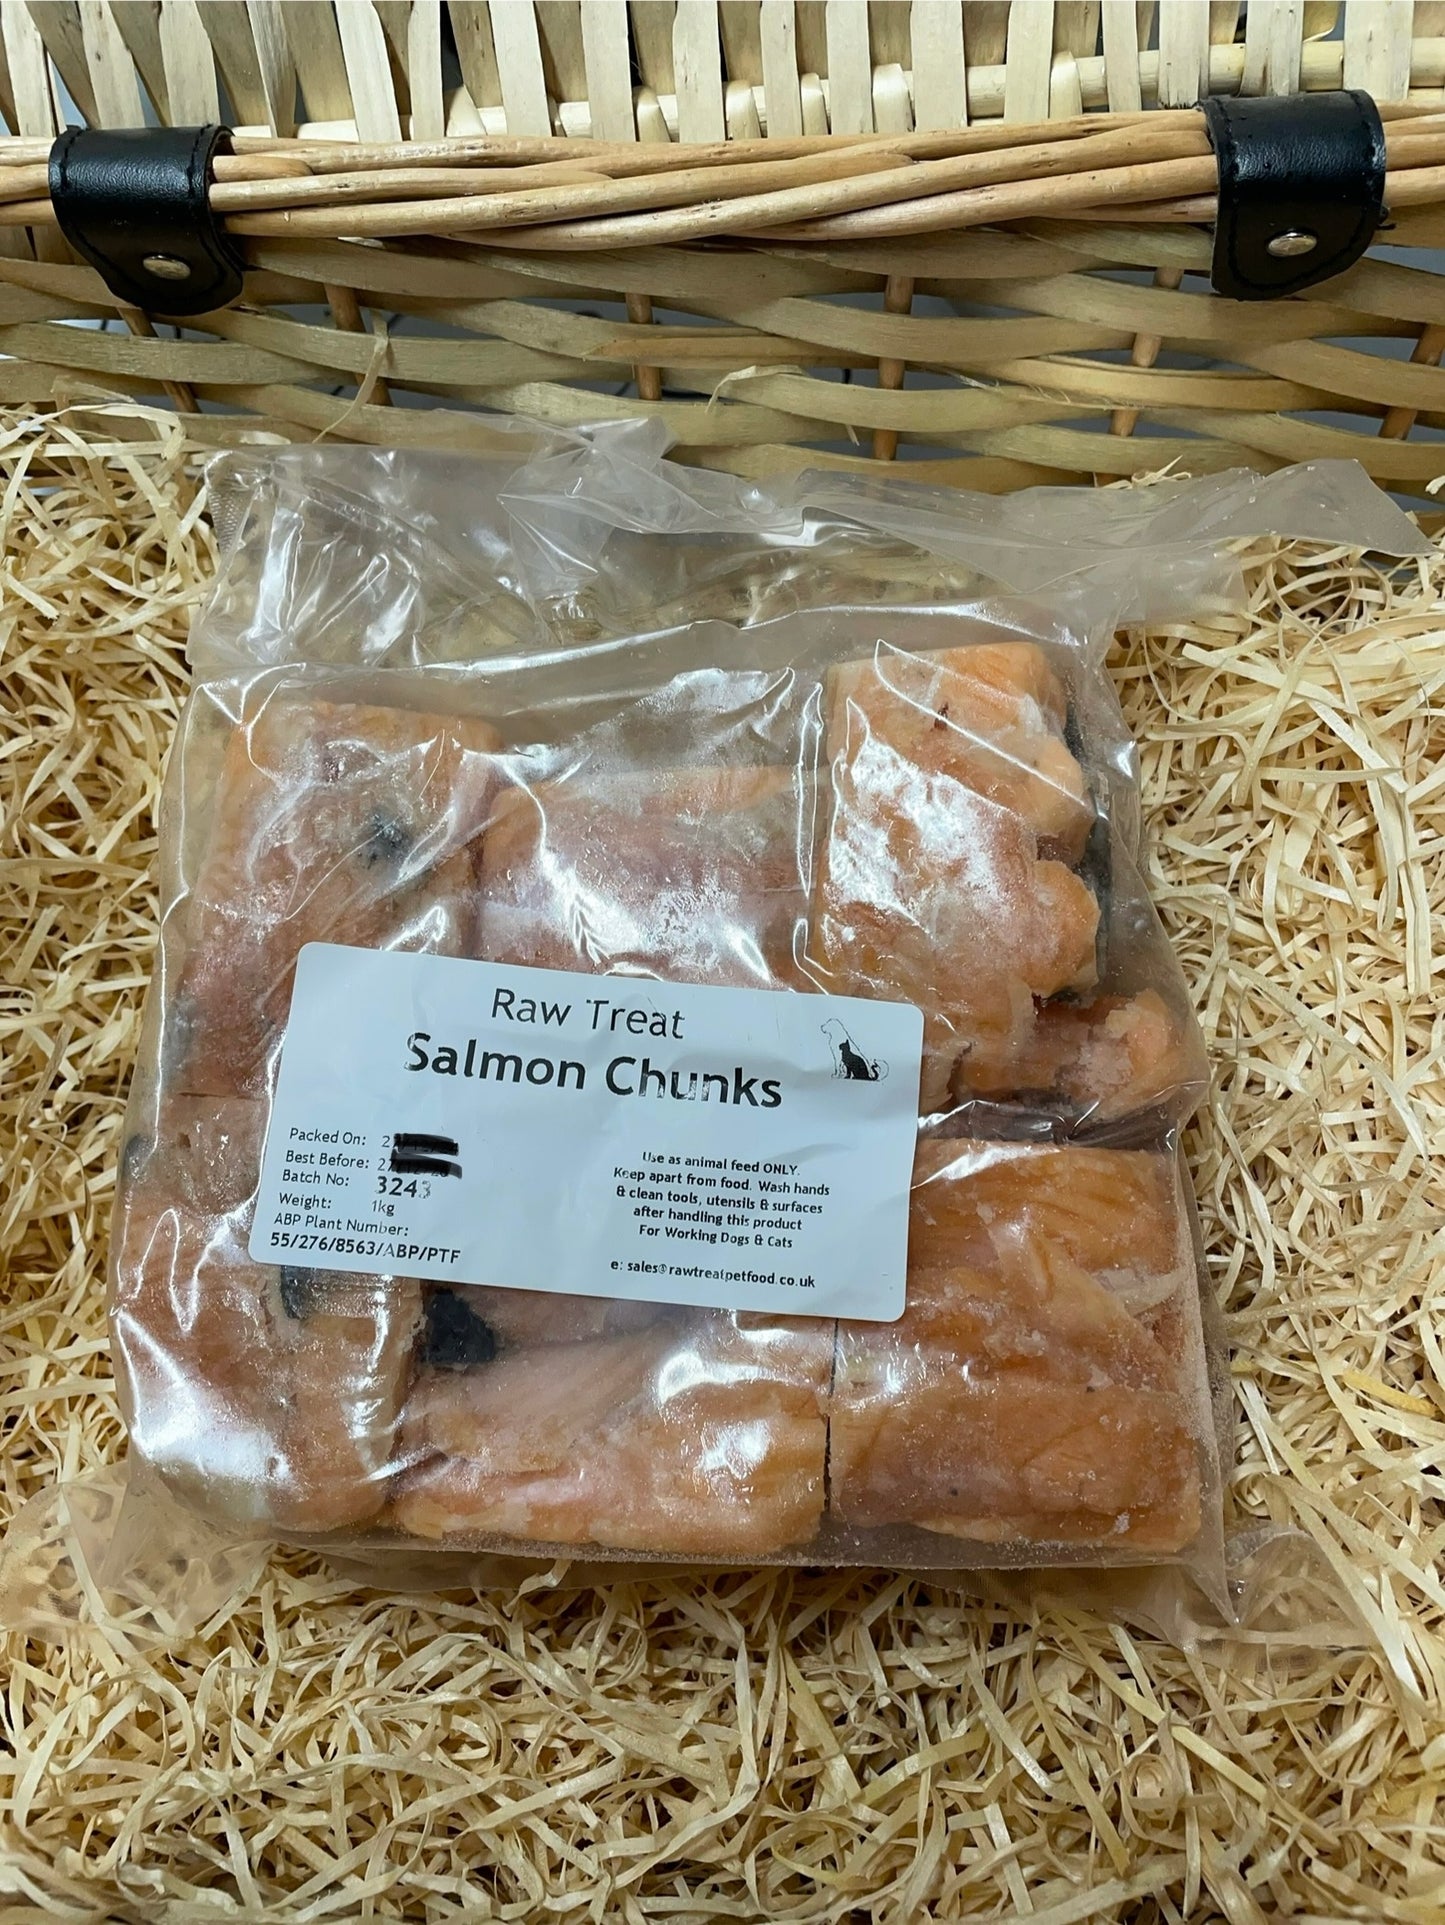 Raw Treat
Salmon Chunks
Packed On:
Best Before:
Batch No: 3243
Weight: 1kg
ABP Plant Number:
55/276/8563/ABP/PTF
Use as animal feed ONLY.
Keep apart from food. Wash hands
& clean tools, utensils & surfaces
after handling this product
For Working Dogs & Cats
e: sales@rawtreatpetfood.co.uk